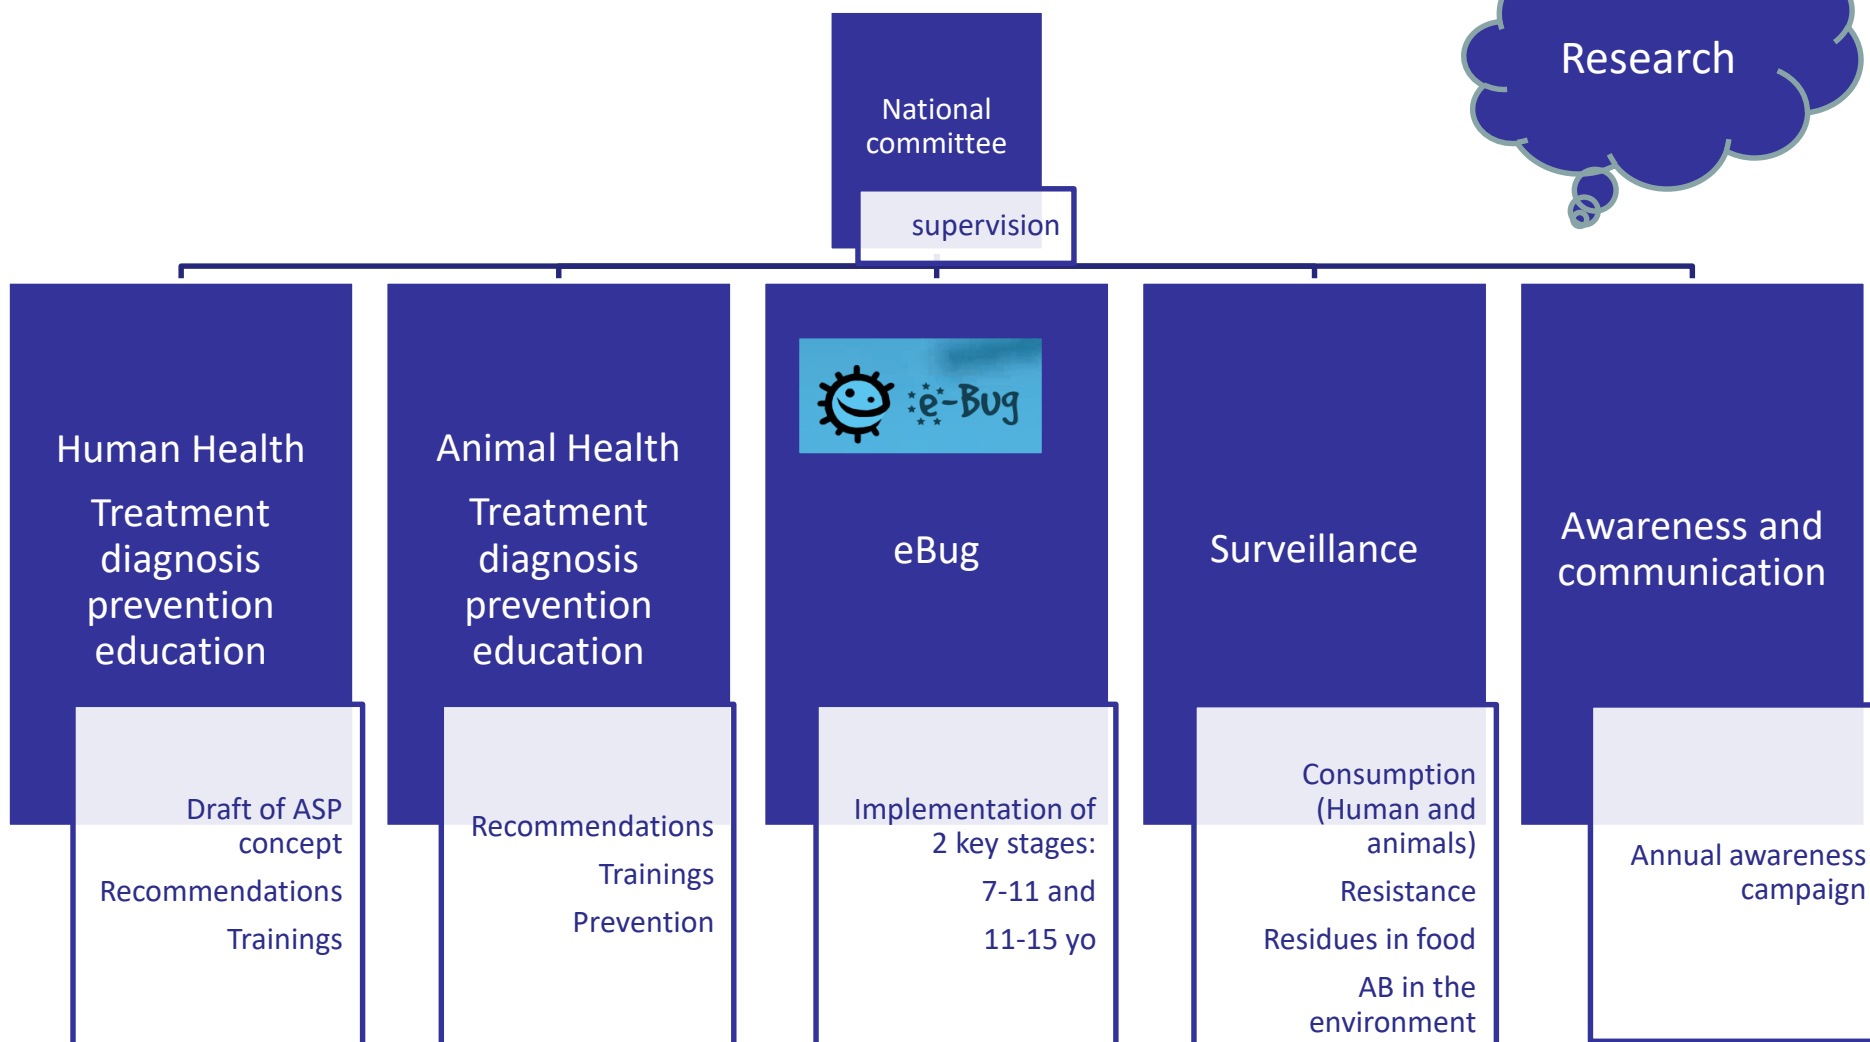 Research
National
committee
supervision
Human Health
Treatment
diagnosis
prevention
education
Draft of ASP
concept
Recommendations
Trainings
Animal Health
Treatment
diagnosis
prevention
education
Recommendations
Trainings
Prevention
e-Bug
eBug
Implementation of
2 key stages:
7-11 and
11-15 yo
Surveillance
Consumption
(Human and
animals)
Resistance
Residues in food
AB in the
environment
Awareness and
communication
Annual awareness
campaign